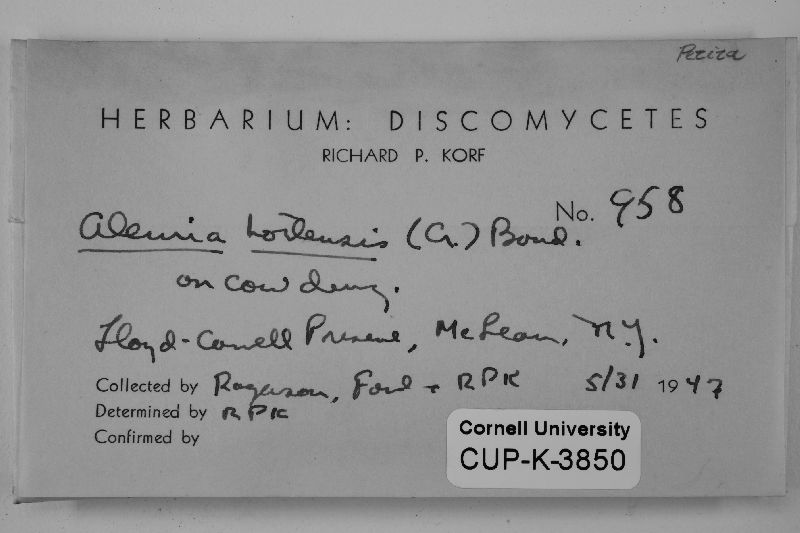 Peziza
HERBARIUM: DISCOMYCETES
RICHARD P. KORF
No. 958
Aleuria hortensis (Cr.) Boud.
on cow dung.
Lloyd-Cornell Preserve, McLean, N.Y.
Collected by Rogerson, Ford + RPK 5/31 1947
Determined by RPK
Confirmed by
Cornell University
CUP-K-3850